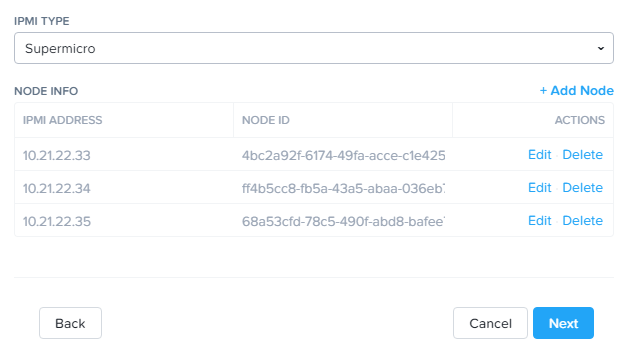 IPMI TYPE
Supermicro
NODE INFO + Add Node
IPMI ADDRESS NODE ID ACTIONS
10.21.22.33 4bc2a92f-6174-49fa-acce-c1e425 Edit Delete
10.21.22.34 ff4b5cc8-fb5a-43a5-abaa-036eb Edit Delete
10.21.22.35 68a53cfd-78c5-490f-abd8-bafee Edit Delete
Back Cancel Next